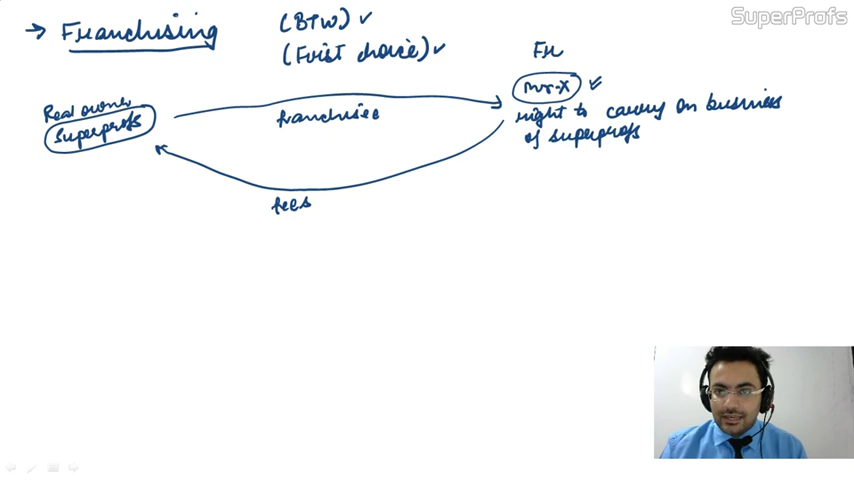 SuperProfs
→ Franchising
(BTW) ✓
(First choice) ✓
Fr
Mr. X ✓
Real owner
Superprofs
franchisee
right to carry on business
of superprofs
fees